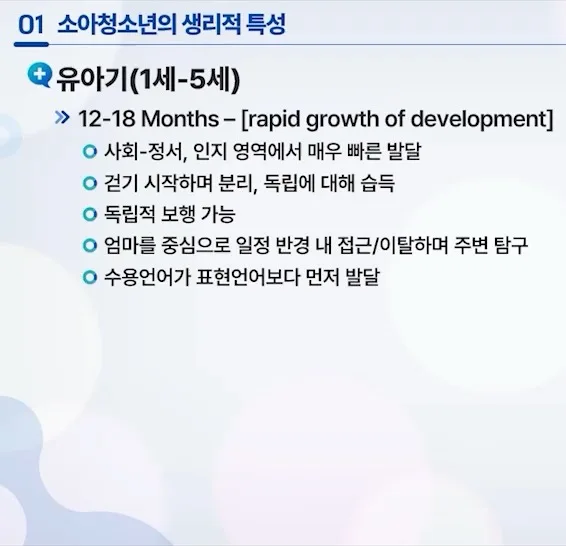 01 소아청소년의 생리적 특성
유아기(1세-5세)
12-18 Months – [rapid growth of development]
사회-정서, 인지 영역에서 매우 빠른 발달
걷기 시작하며 분리, 독립에 대해 습득
독립적 보행 가능
엄마를 중심으로 일정 반경 내 접근/이탈하며 주변 탐구
수용언어가 표현언어보다 먼저 발달